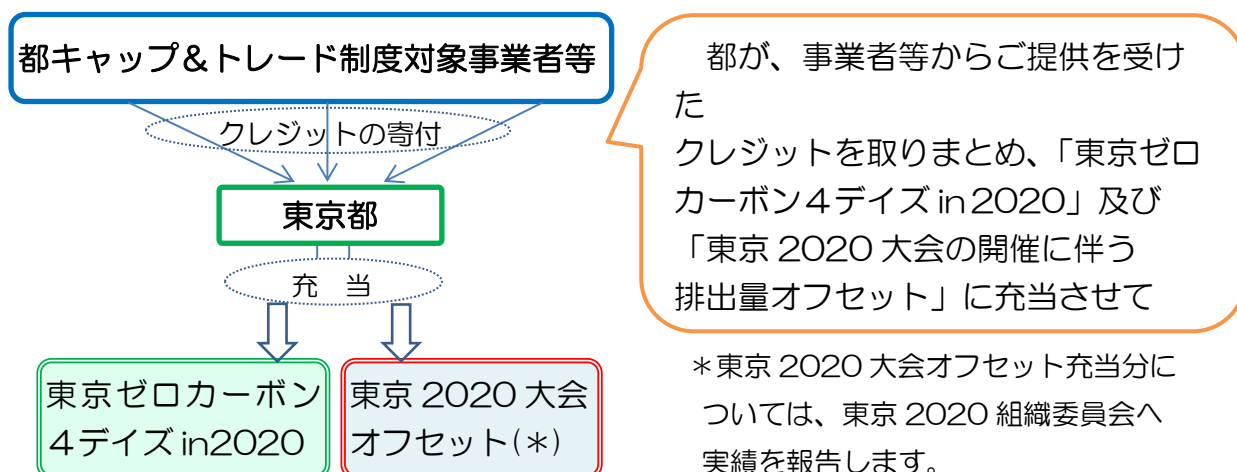 都キャップ＆トレード制度対象事業者等
クレジットの寄付
東京都
充　当
東京ゼロカーボン
４デイズin2020
東京 2020 大会
オフセット(＊)
都が、事業者等からご提供を受け
た
クレジットを取りまとめ、「東京ゼロ
カーボン４デイズ in 2020」及び
「東京 2020 大会の開催に伴う
排出量オフセット」に充当させて
＊東京 2020 大会オフセット充当分に
ついては、東京 2020 組織委員会へ
実績を報告します。